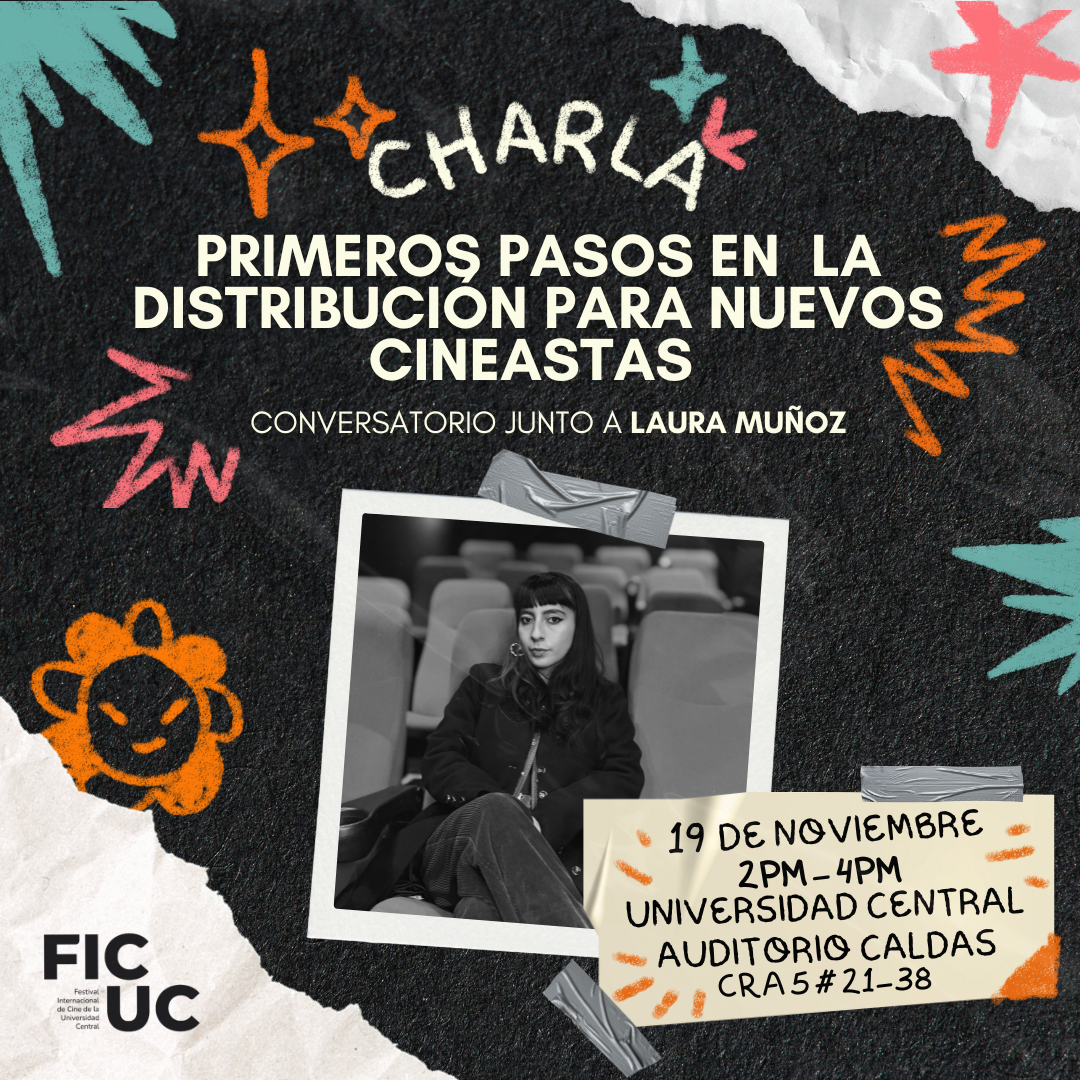 CHARLA
PRIMEROS PASOS EN LA
DISTRIBUCIÓN PARA NUEVOS
CINEASTAS
CONVERSATORIO JUNTO A LAURA MUÑOZ
19 DE NOVIEMBRE
2PM-4PM
UNIVERSIDAD CENTRAL
AUDITORIO CALDAS
CRA 5 # 21-38
FIC
UC
Festival
Internacional
de Cine de la
Universidad
Central